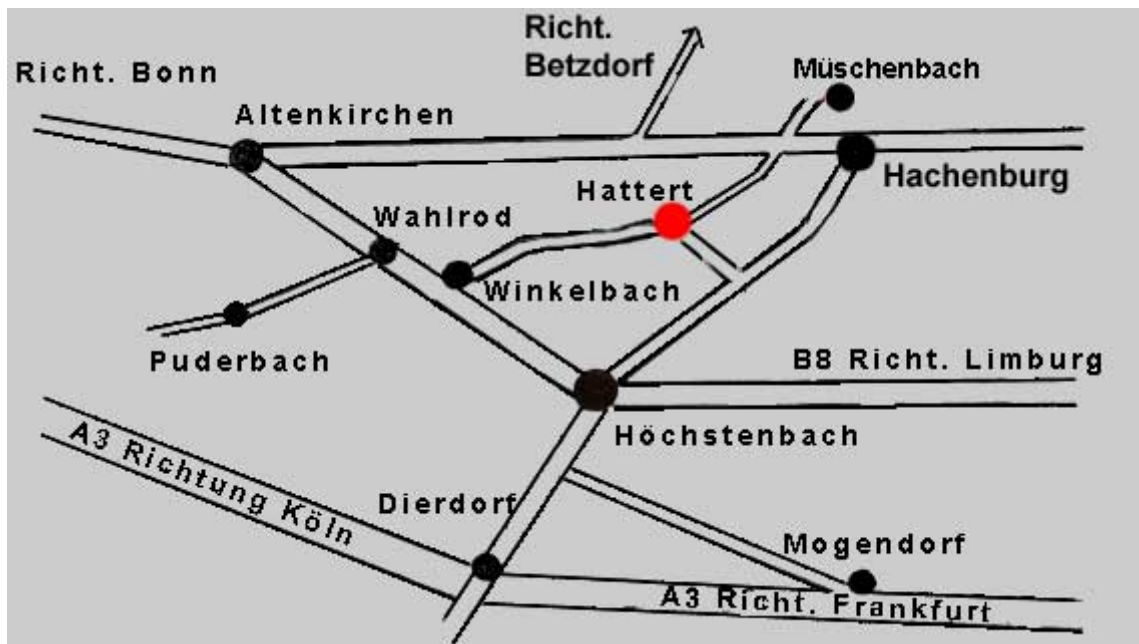 Richt.
Betzdorf
Richt. Bonn
Müschenbach
Altenkirchen
Hachenburg
Hattert
Wahlrod
Winkelbach
Puderbach
B8 Richt. Limburg
Höchstenbach
A3 Richtung Köln
Dierdorf
Mogendorf
A3 Richt. Frankfurt